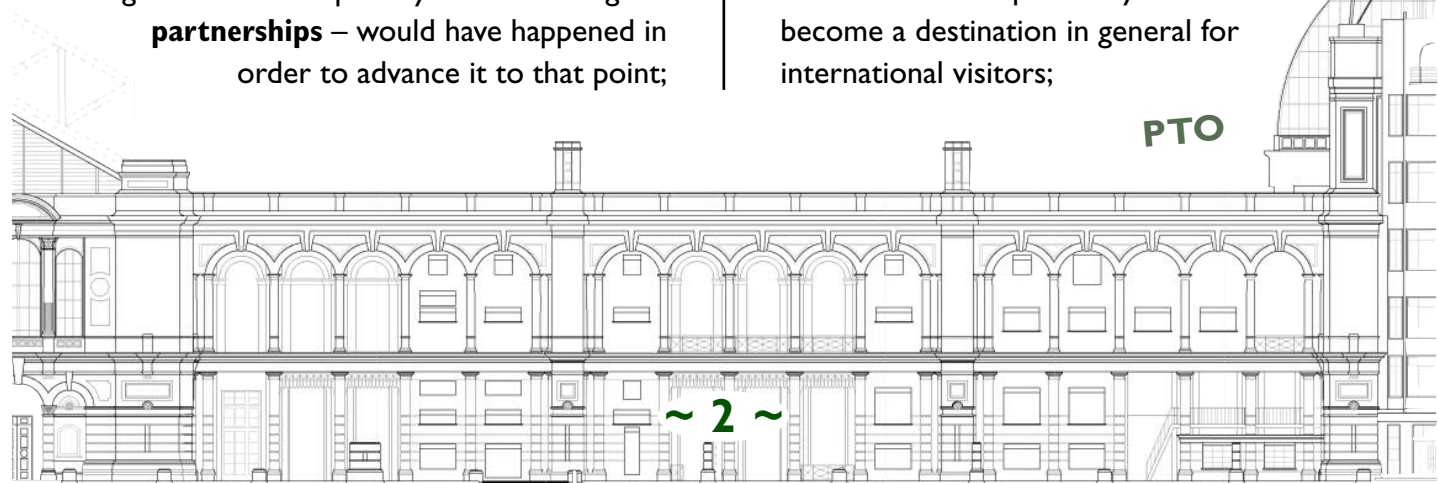 partnerships – would have happened in
order to advance it to that point;
become a destination in general for
international visitors;
PTO
~ 2 ~